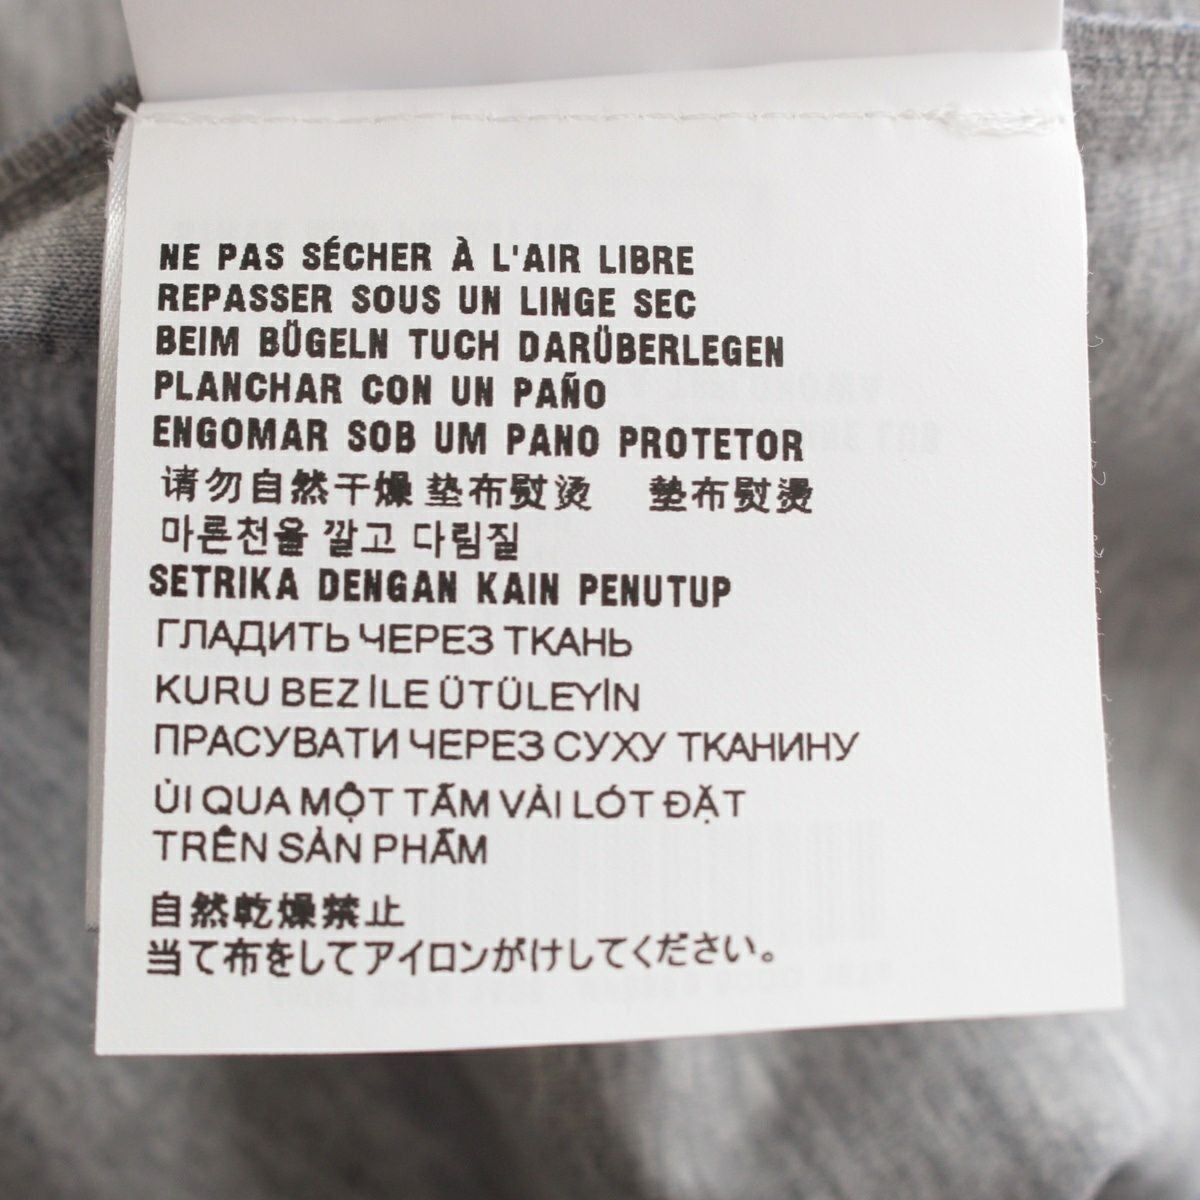 NE PAS SÉCHER À L'AIR LIBRE
REPASSER SOUS UN LINGE SEC
BEIM BÜGELN TUCH DARÜBERLEGEN
PLANCHAR CON UN PAÑO
ENGOMAR SOB UM PANO PROTETOR
请勿自然干燥 垫布熨烫 墊布熨燙
마른천을 깔고 다림질
SETRIKA DENGAN KAIN PENUTUP
ГЛАДИТЬ ЧЕРЕЗ ТКАНЬ
KURU BEZ İLE ÜTÜLEYİN
ПРАСУВАТИ ЧЕРЕЗ СУХУ ТКАНИНУ
ỦI QUA MỘT TẤM VẢI LÓT ĐẶT
TRÊN SẢN PHẨM
自然乾燥禁止
当て布をしてアイロンがけしてください。